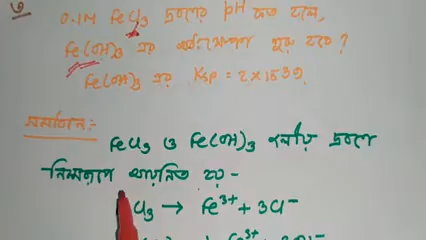 ৩
0.1M FeCl3 দ্রবণের pH কত হলে,
Fe(OH)3 এর অধঃক্ষেপণ শুরু হবে?
Fe(OH)3 এর Ksp = 2×10-39.
সমাধান:-
FeCl3 ও Fe(OH)3 জলীয় দ্রবণে
নিম্নরূপে আয়নিত হয়-
Cl3 → Fe3+ + 3Cl-